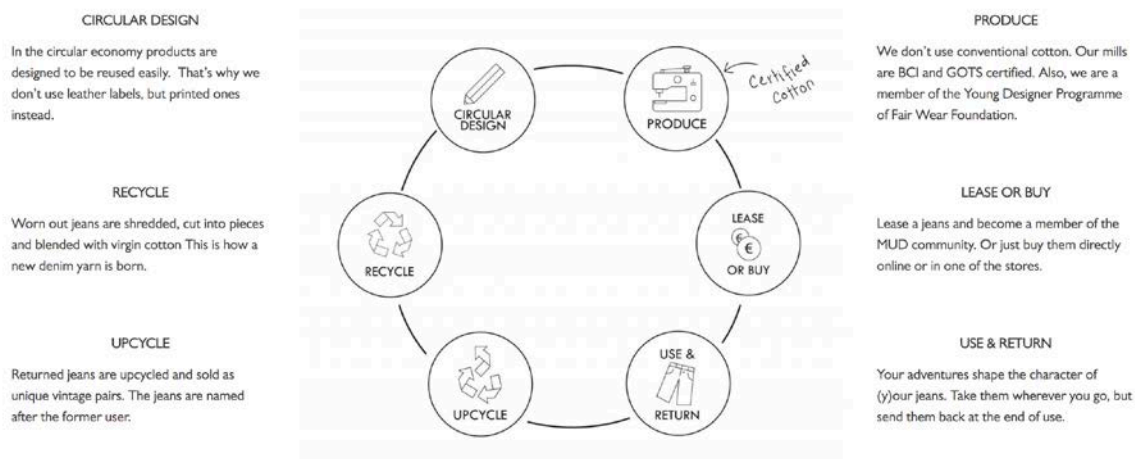 CIRCULAR DESIGN
In the circular economy products are
designed to be reused easily.  That's why we
don't use leather labels, but printed ones
instead.
RECYCLE
Worn out jeans are shredded, cut into pieces
and blended with virgin cotton This is how a
new denim yarn is born.
UPCYCLE
Returned jeans are upcycled and sold as
unique vintage pairs. The jeans are named
after the former user.
CIRCULAR
DESIGN
PRODUCE
Certified
cotton
LEASE
€
€
OR BUY
USE &
RETURN
UPCYCLE
RECYCLE
PRODUCE
We don't use conventional cotton. Our mills
are BCI and GOTS certified. Also, we are a
member of the Young Designer Programme
of Fair Wear Foundation.
LEASE OR BUY
Lease a jeans and become a member of the
MUD community. Or just buy them directly
online or in one of the stores.
USE & RETURN
Your adventures shape the character of
(y)our jeans. Take them wherever you go, but
send them back at the end of use.